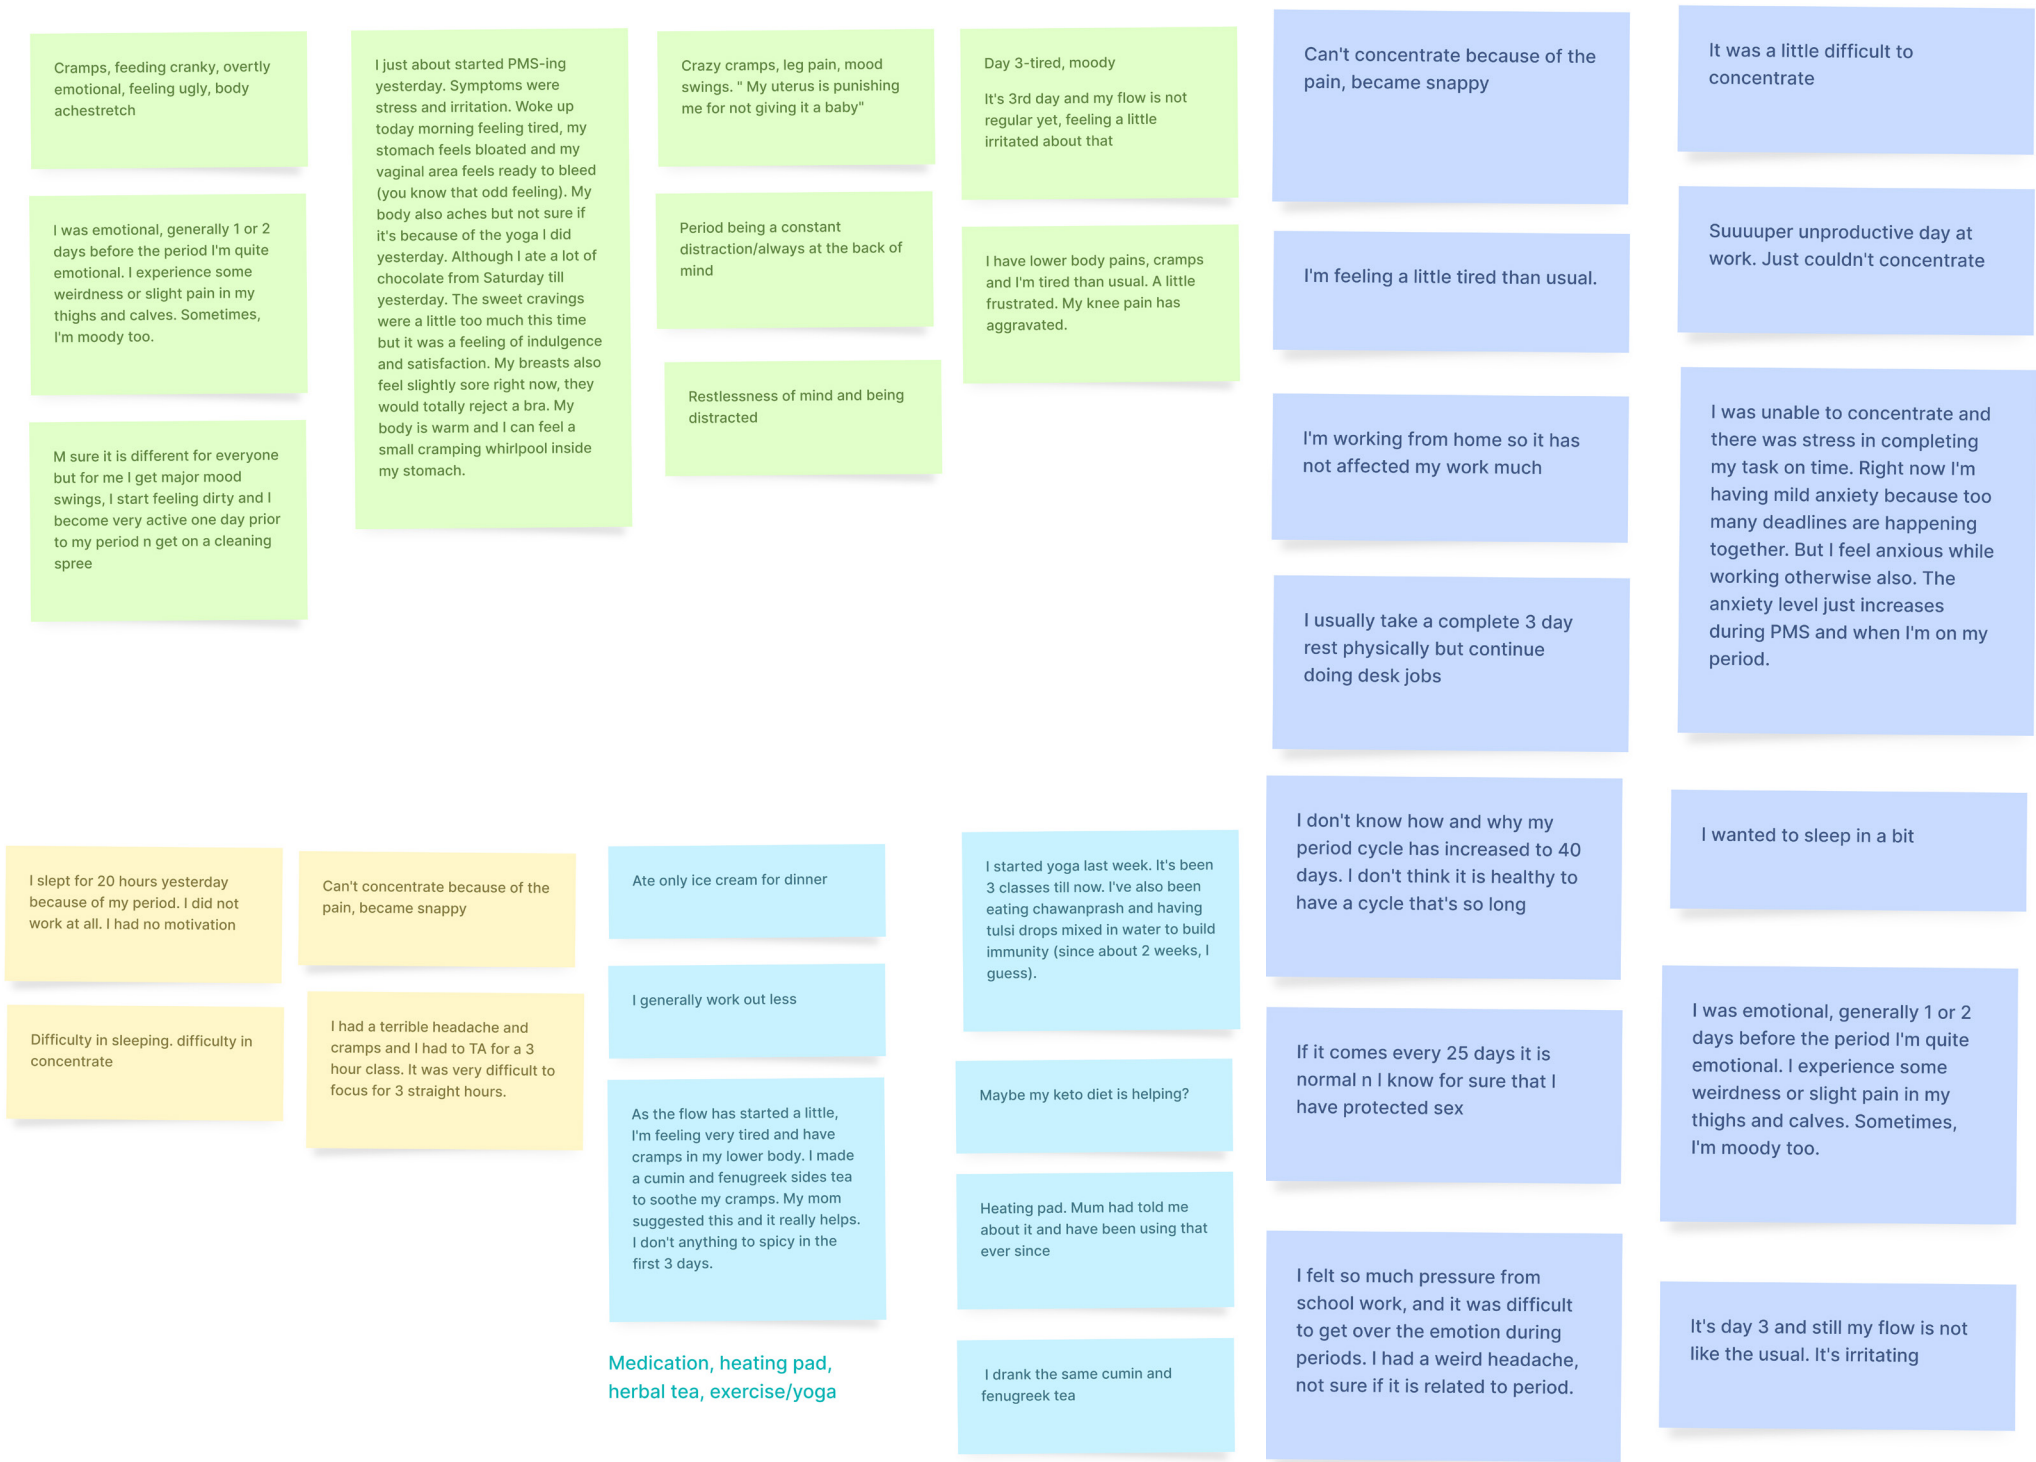 Cramps, feeding cranky, overtly
emotional, feeling ugly, body
achestretch
I was emotional, generally 1 or 2
days before the period I'm quite
emotional. I experience some
weirdness or slight pain in my
thighs and calves. Sometimes,
I'm moody too.
M sure it is different for everyone
but for me I get major mood
swings, I start feeling dirty and I
become very active one day prior
to my period n get on a cleaning
spree
I just about started PMS-ing
yesterday. Symptoms were
stress and irritation. Woke up
today morning feeling tired, my
stomach feels bloated and my
vaginal area feels ready to bleed
(you know that odd feeling). My
body also aches but not sure if
it's because of the yoga I did
yesterday. Although I ate a lot of
chocolate from Saturday till
yesterday. The sweet cravings
were a little too much this time
but it was a feeling of indulgence
and satisfaction. My breasts also
feel slightly sore right now, they
would totally reject a bra. My
body is warm and I can feel a
small cramping whirlpool inside
my stomach.
Crazy cramps, leg pain, mood
swings. " My uterus is punishing
me for not giving it a baby"
Period being a constant
distraction/always at the back of
mind
Restlessness of mind and being
distracted
Day 3-tired, moody
It's 3rd day and my flow is not
regular yet, feeling a little
irritated about that
I have lower body pains, cramps
and I'm tired than usual. A little
frustrated. My knee pain has
aggravated.
Can't concentrate because of the
pain, became snappy
I'm feeling a little tired than usual.
I'm working from home so it has
not affected my work much
I usually take a complete 3 day
rest physically but continue
doing desk jobs
I don't know how and why my
period cycle has increased to 40
days. I don't think it is healthy to
have a cycle that's so long
If it comes every 25 days it is
normal n I know for sure that I
have protected sex
I felt so much pressure from
school work, and it was difficult
to get over the emotion during
periods. I had a weird headache,
not sure if it is related to period.
It was a little difficult to
concentrate
Suuuuper unproductive day at
work. Just couldn't concentrate
I was unable to concentrate and
there was stress in completing
my task on time. Right now I'm
having mild anxiety because too
many deadlines are happening
together. But I feel anxious while
working otherwise also. The
anxiety level just increases
during PMS and when I'm on my
period.
I wanted to sleep in a bit
I was emotional, generally 1 or 2
days before the period I'm quite
emotional. I experience some
weirdness or slight pain in my
thighs and calves. Sometimes,
I'm moody too.
It's day 3 and still my flow is not
like the usual. It's irritating
I slept for 20 hours yesterday
because of my period. I did not
work at all. I had no motivation
Difficulty in sleeping. difficulty in
concentrate
Can't concentrate because of the
pain, became snappy
I had a terrible headache and
cramps and I had to TA for a 3
hour class. It was very difficult to
focus for 3 straight hours.
Ate only ice cream for dinner
I generally work out less
As the flow has started a little,
I'm feeling very tired and have
cramps in my lower body. I made
a cumin and fenugreek sides tea
to soothe my cramps. My mom
suggested this and it really helps.
I don't anything to spicy in the
first 3 days.
Medication, heating pad,
herbal tea, exercise/yoga
I started yoga last week. It's been
3 classes till now. I've also been
eating chawanprash and having
tulsi drops mixed in water to build
immunity (since about 2 weeks, I
guess).
Maybe my keto diet is helping?
Heating pad. Mum had told me
about it and have been using that
ever since
I drank the same cumin and
fenugreek tea